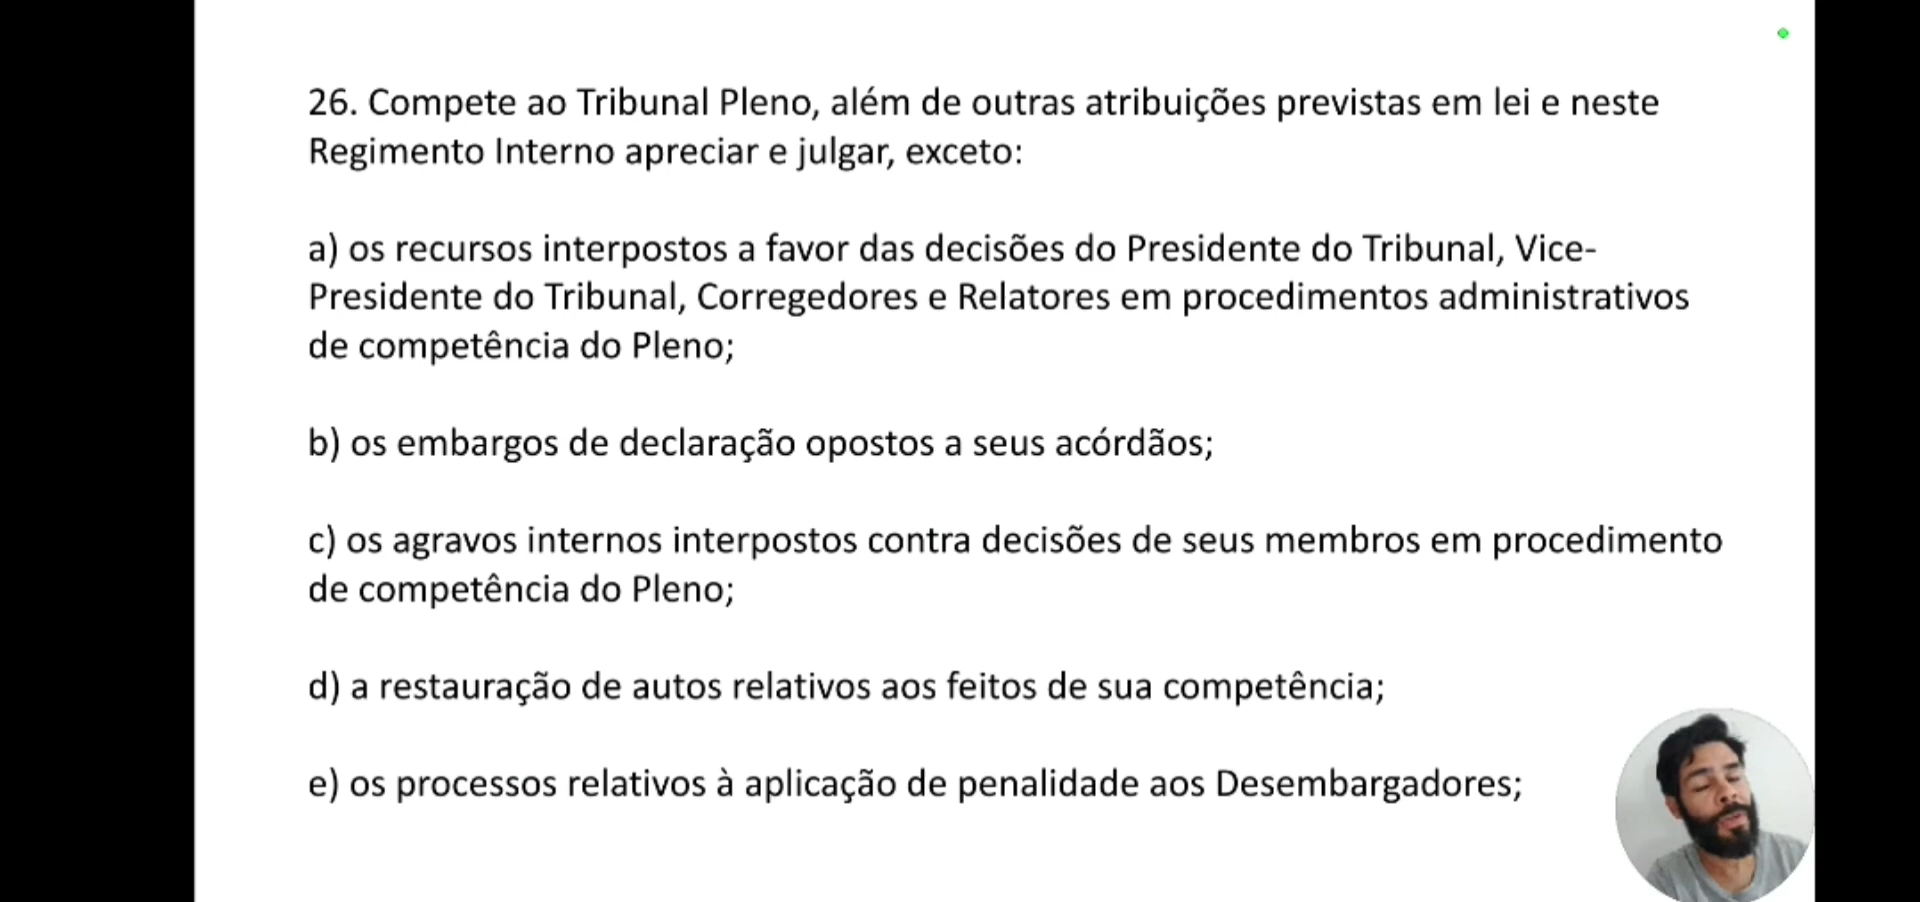 26. Compete ao Tribunal Pleno, além de outras atribuições previstas em lei e neste
Regimento Interno apreciar e julgar, exceto:
a) os recursos interpostos a favor das decisões do Presidente do Tribunal, Vice-
Presidente do Tribunal, Corregedores e Relatores em procedimentos administrativos
de competência do Pleno;
b) os embargos de declaração opostos a seus acórdãos;
c) os agravos internos interpostos contra decisões de seus membros em procedimento
de competência do Pleno;
d) a restauração de autos relativos aos feitos de sua competência;
e) os processos relativos à aplicação de penalidade aos Desembargadores;